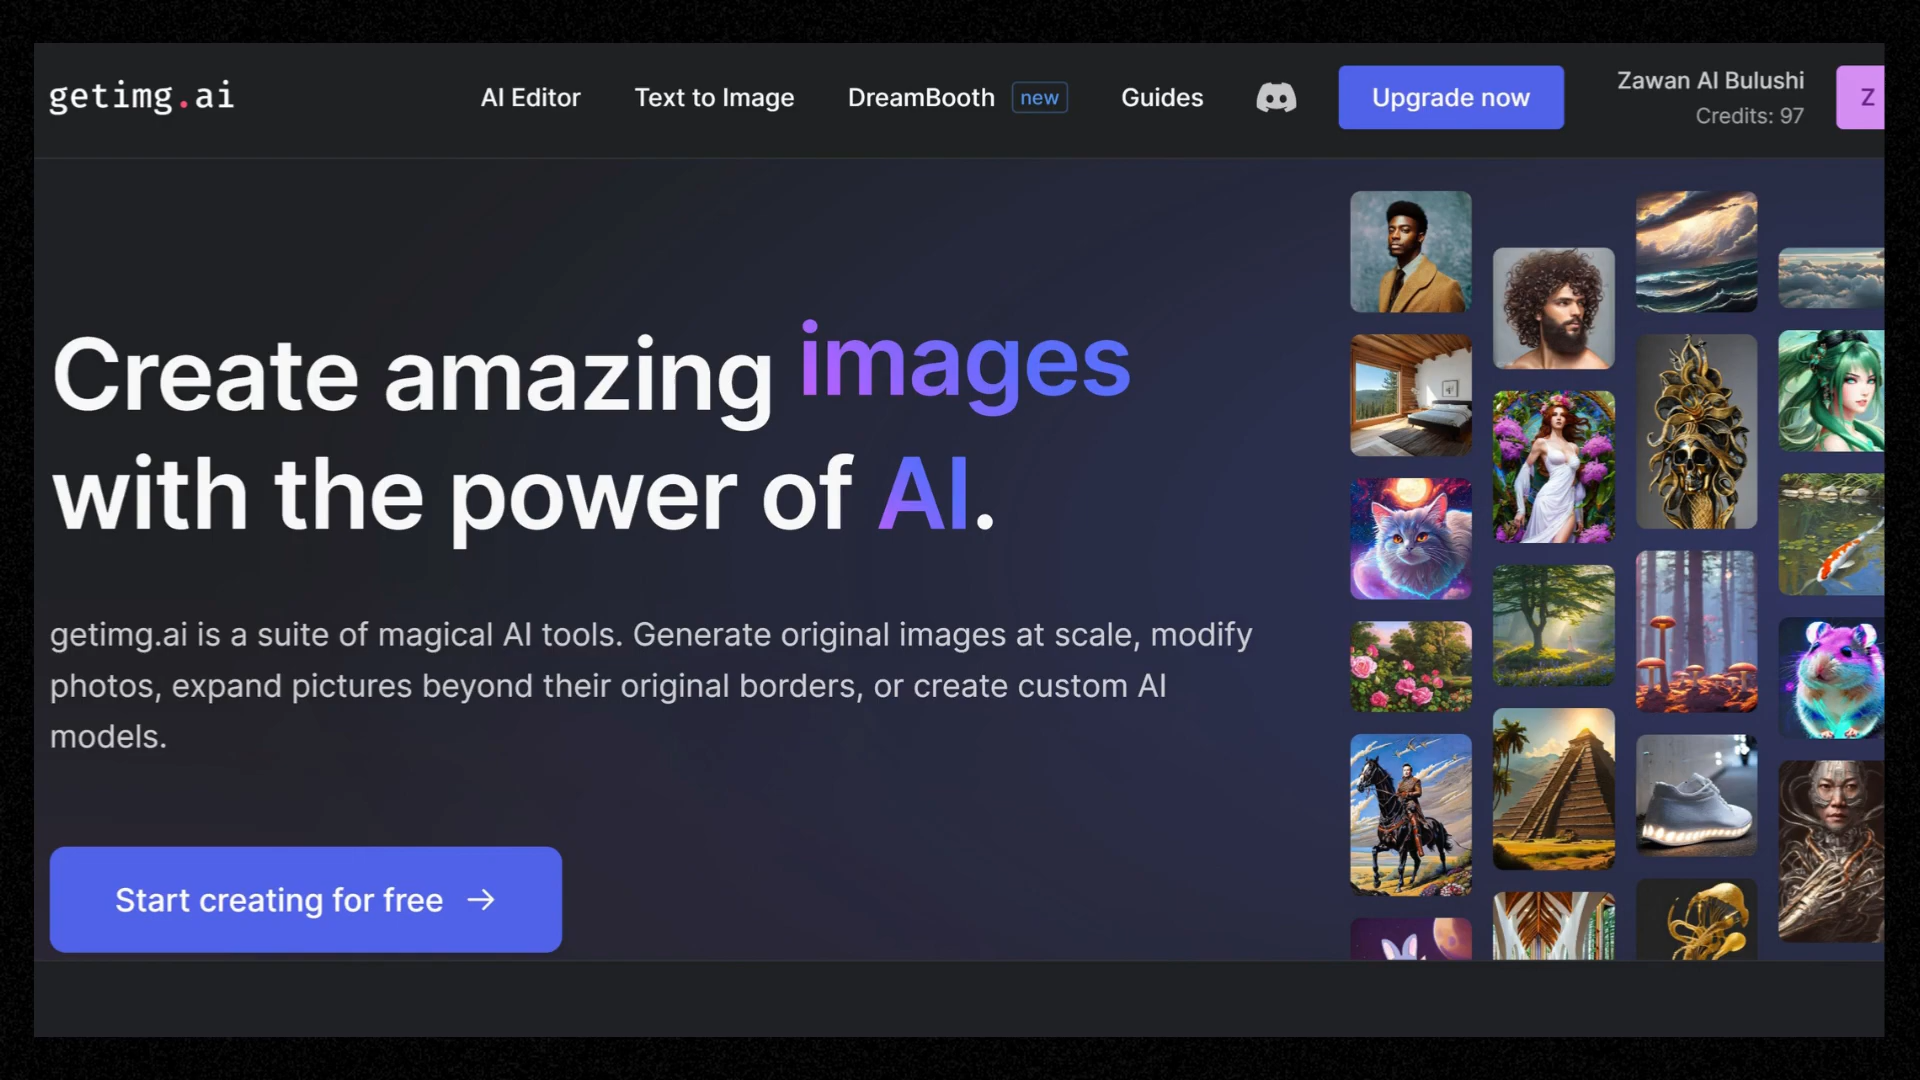 getimg.ai
AI Editor
Text to Image
DreamBooth new
Guides
Upgrade now
Zawan Al Bulushi
Credits: 97
Z
Create amazing images
with the power of AI.
getimg.ai is a suite of magical AI tools. Generate original images at scale, modify
photos, expand pictures beyond their original borders, or create custom AI
models.
Start creating for free →